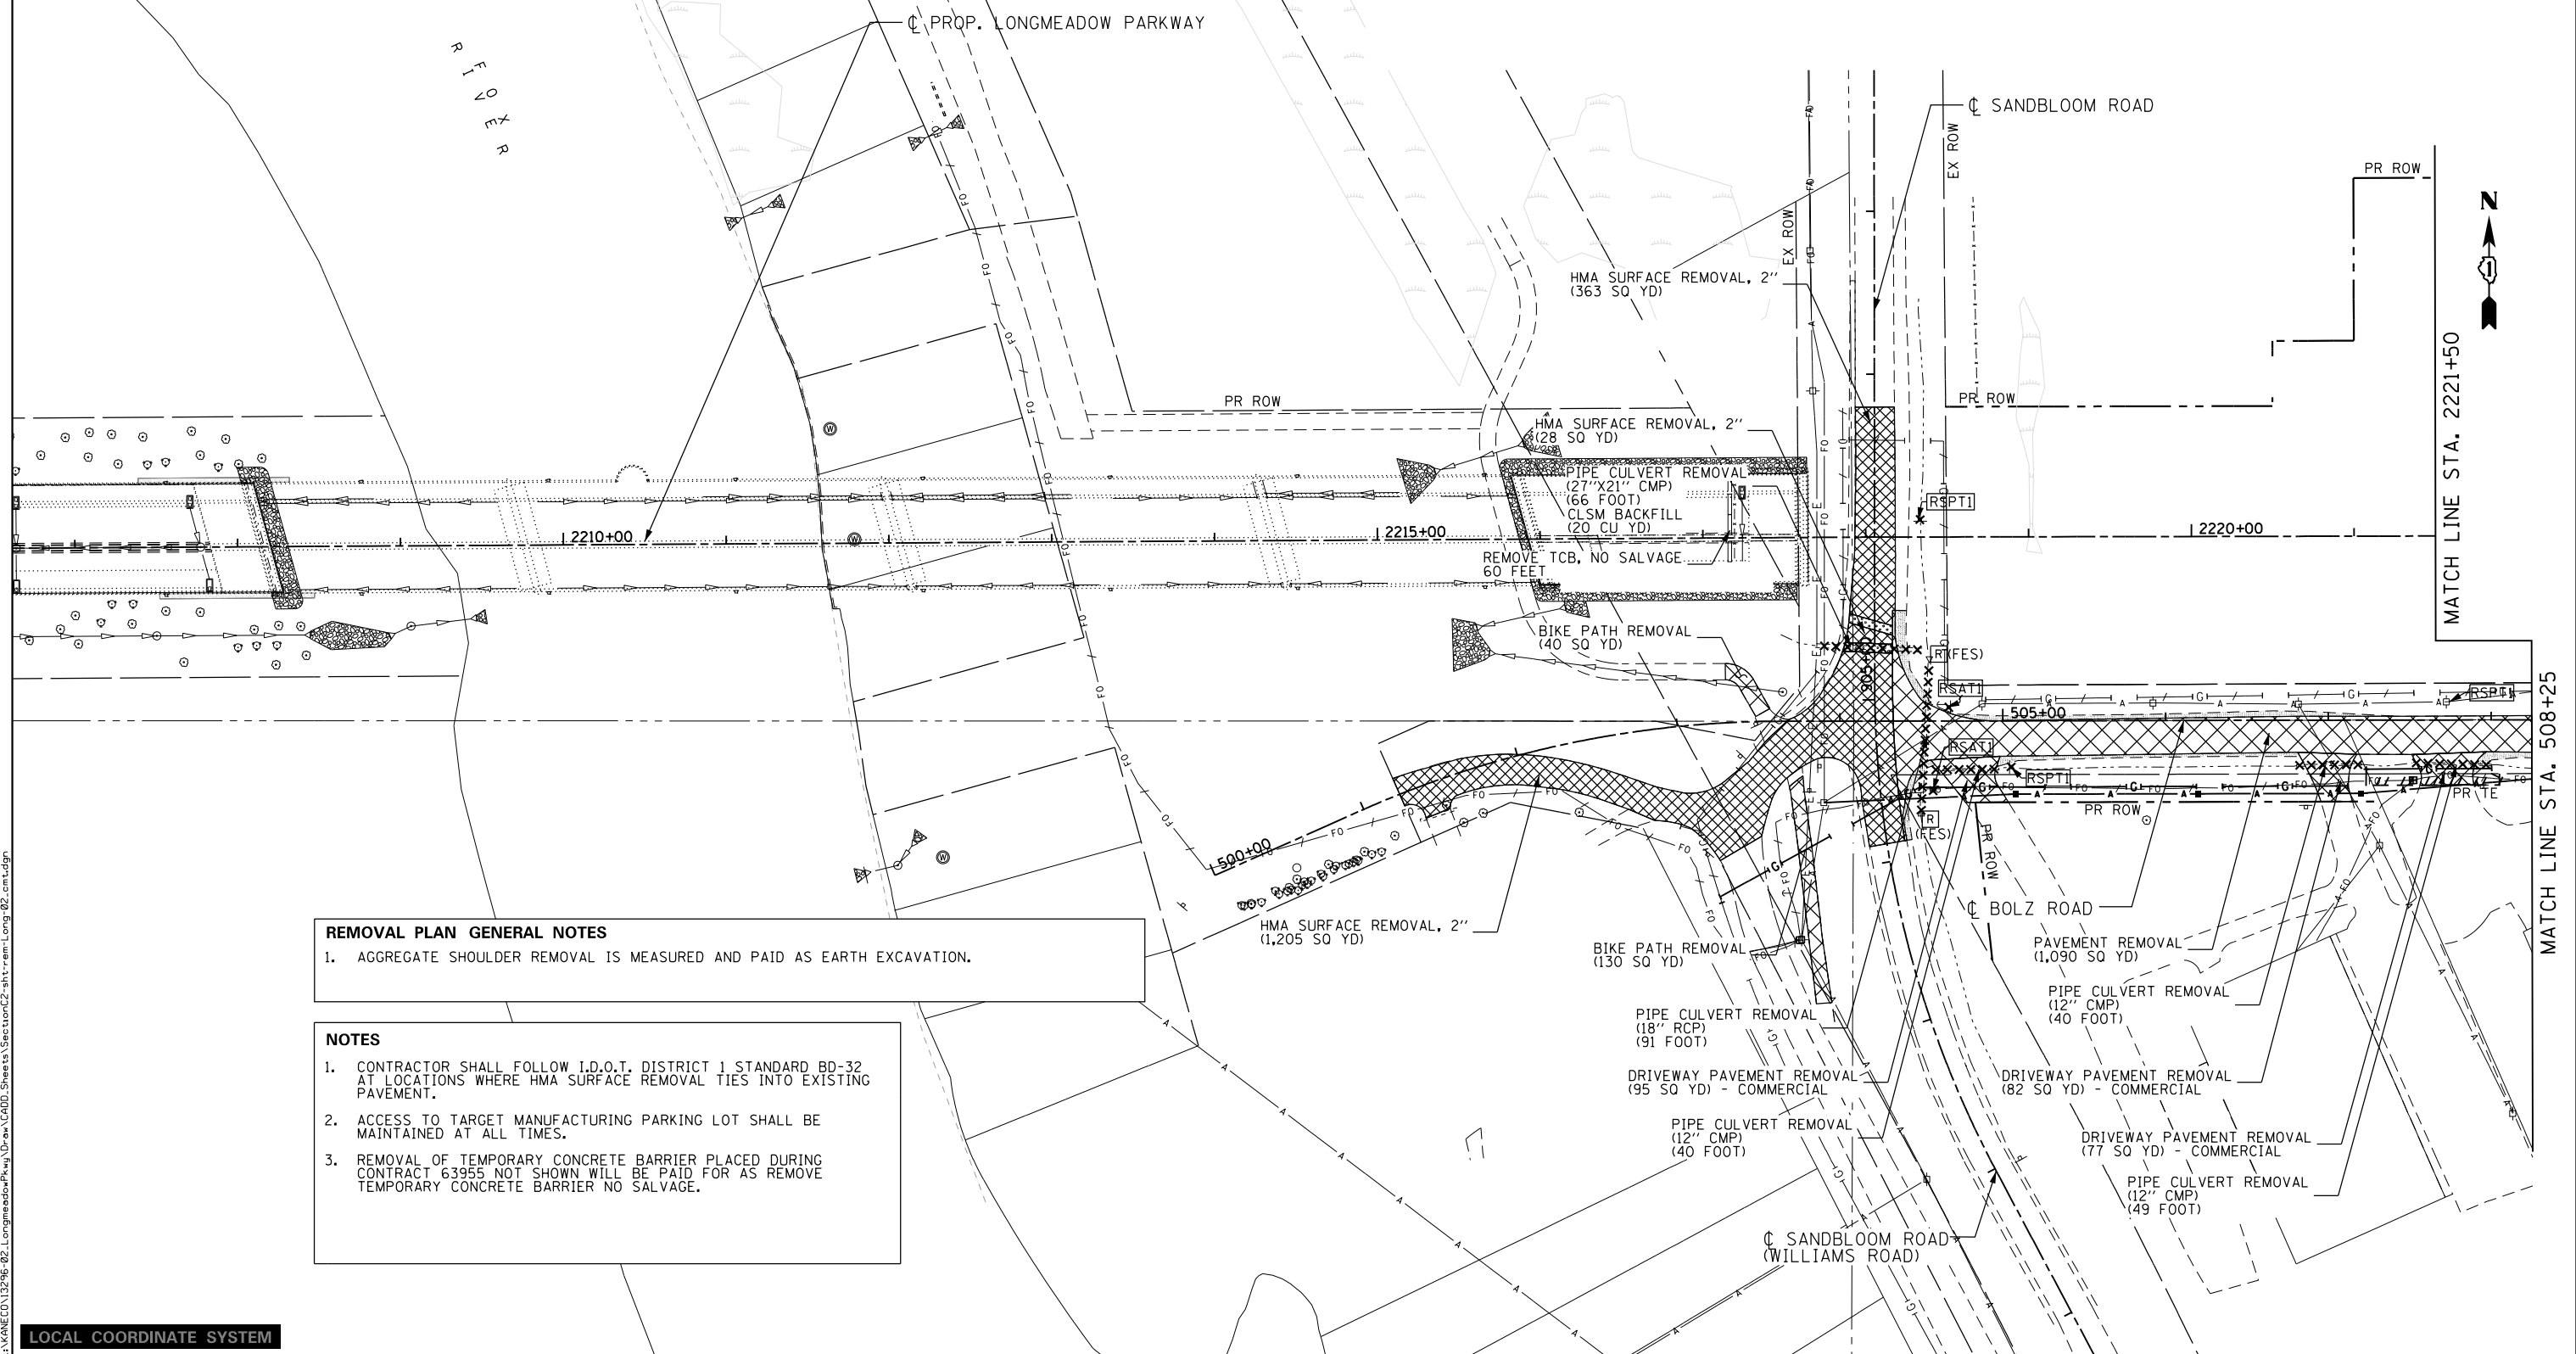 ℄ PROP. LONGMEADOW PARKWAY
FOX
RIVER
℄ SANDBLOOM ROAD
EX ROW
EX ROW
PR ROW
N
1
HMA SURFACE REMOVAL, 2"
(363 SQ YD)
MATCH LINE STA. 2221+50
PR ROW
PR ROW
HMA SURFACE REMOVAL, 2"
(28 SQ YD)
PIPE CULVERT REMOVAL
(27"X21" CMP)
(66 FOOT)
CLSM BACKFILL
(20 CU YD)
REMOVE TCB, NO SALVAGE
60 FEET
RSPT1
2210+00
2215+00
2220+00
BIKE PATH REMOVAL
(40 SQ YD)
R (FES)
RSAT1
RSPT1
505+00
RSAT1
RSPT1
PR TE
PR ROW
R
(FES)
PR ROW
MATCH LINE STA. 508+25
500+00
HMA SURFACE REMOVAL, 2"
(1,205 SQ YD)
℄ BOLZ ROAD
BIKE PATH REMOVAL
(130 SQ YD)
PAVEMENT REMOVAL
(1,090 SQ YD)
PIPE CULVERT REMOVAL
(12" CMP)
(40 FOOT)
PIPE CULVERT REMOVAL
(18" RCP)
(91 FOOT)
DRIVEWAY PAVEMENT REMOVAL
(95 SQ YD) - COMMERCIAL
DRIVEWAY PAVEMENT REMOVAL
(82 SQ YD) - COMMERCIAL
PIPE CULVERT REMOVAL
(12" CMP)
(40 FOOT)
DRIVEWAY PAVEMENT REMOVAL
(77 SQ YD) - COMMERCIAL
PIPE CULVERT REMOVAL
(12" CMP)
(49 FOOT)
℄ SANDBLOOM ROAD
(WILLIAMS ROAD)
REMOVAL PLAN GENERAL NOTES
1. AGGREGATE SHOULDER REMOVAL IS MEASURED AND PAID AS EARTH EXCAVATION.
NOTES
1. CONTRACTOR SHALL FOLLOW I.D.O.T. DISTRICT 1 STANDARD BD-32
AT LOCATIONS WHERE HMA SURFACE REMOVAL TIES INTO EXISTING
PAVEMENT.
2. ACCESS TO TARGET MANUFACTURING PARKING LOT SHALL BE
MAINTAINED AT ALL TIMES.
3. REMOVAL OF TEMPORARY CONCRETE BARRIER PLACED DURING
CONTRACT 63955 NOT SHOWN WILL BE PAID FOR AS REMOVE
TEMPORARY CONCRETE BARRIER NO SALVAGE.
LOCAL COORDINATE SYSTEM